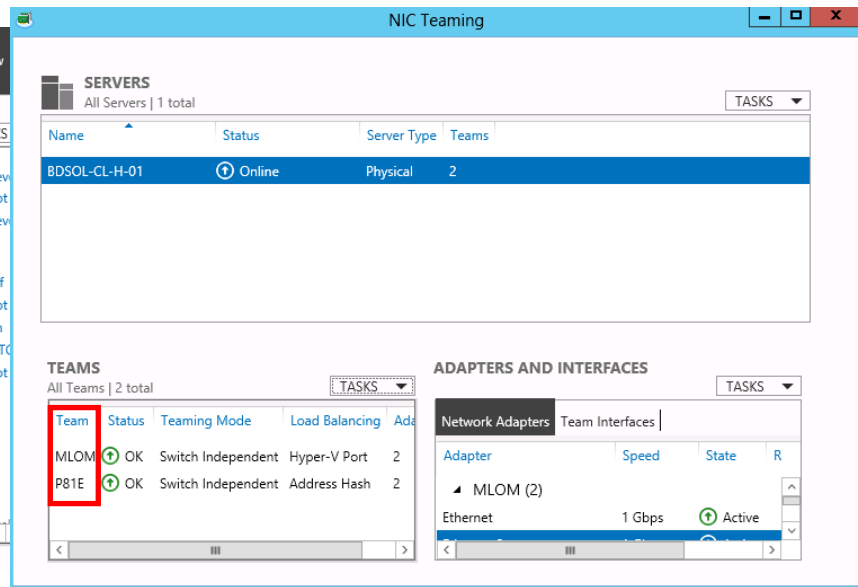 NIC Teaming
SERVERS
All Servers | 1 total
TASKS
Name Status Server Type Teams
BDSOL-CL-H-01 Online Physical 2
TEAMS
All Teams | 2 total
TASKS
Team Status Teaming Mode Load Balancing Ada
MLOM OK Switch Independent Hyper-V Port 2
P81E OK Switch Independent Address Hash 2
ADAPTERS AND INTERFACES
TASKS
Network Adapters Team Interfaces
Adapter Speed State R
MLOM (2)
Ethernet 1 Gbps Active